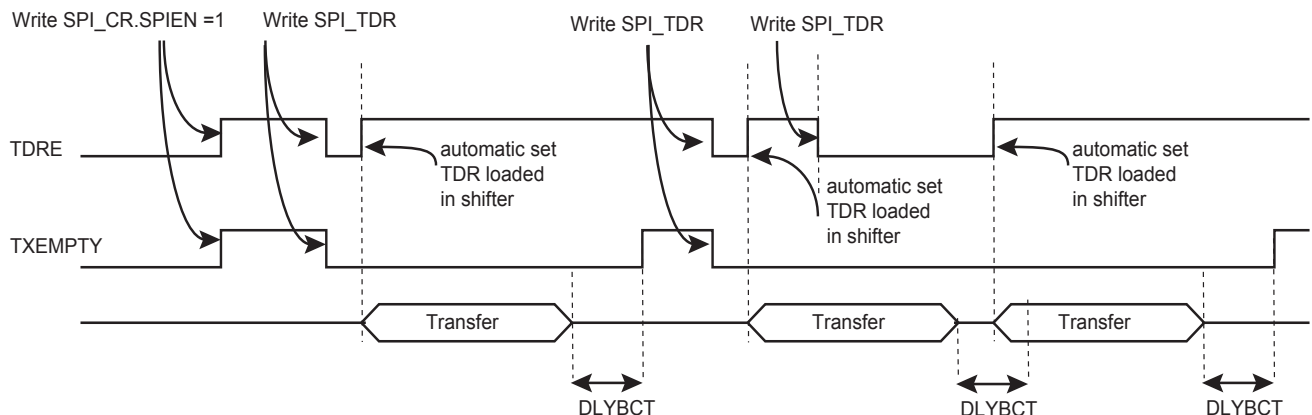 Write SPI_CR.SPIEN =1
Write SPI_TDR
Write SPI_TDR
Write SPI_TDR
TDRE
automatic set
TDR loaded
in shifter
automatic set
TDR loaded
in shifter
automatic set
TDR loaded
in shifter
TXEMPTY
Transfer
Transfer
Transfer
DLYBCT
DLYBCT
DLYBCT